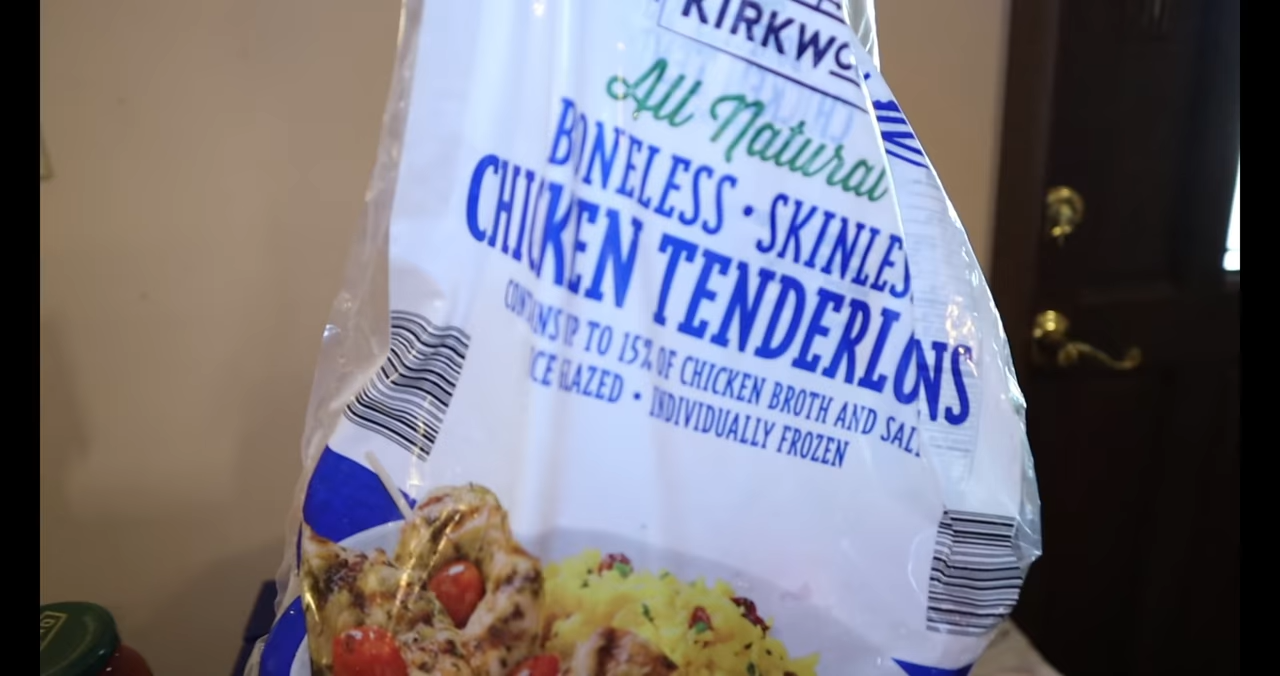 KIRKWO
All Natural
BONELESS • SKINLES
CHICKEN TENDERLOINS
CONTAINS UP TO 15% OF CHICKEN BROTH AND SALT
ICE GLAZED • INDIVIDUALLY FROZEN